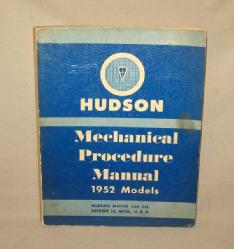 HUDSON
Mechanical
Procedure
Manual
1952 Models
HUDSON MOTOR CAR CO.
DETROIT 14, MICH., U. S. A.